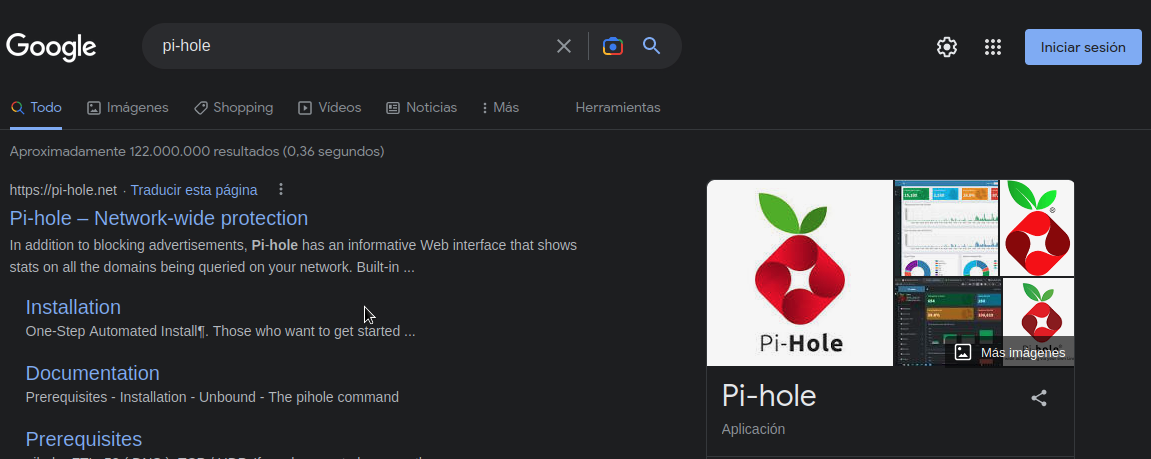 Google
pi-hole
Iniciar sesión
Todo
Imágenes
Shopping
Vídeos
Noticias
Más
Herramientas
Aproximadamente 122.000.000 resultados (0,36 segundos)
https://pi-hole.net · Traducir esta página
Pi-hole – Network-wide protection
In addition to blocking advertisements, Pi-hole has an informative Web interface that shows
stats on all the domains being queried on your network. Built-in ...
Installation
One-Step Automated Install¶. Those who want to get started ...
Documentation
Prerequisites - Installation - Unbound - The pihole command
Prerequisites
Pi-Hole
Más imágenes
Pi-hole
Aplicación